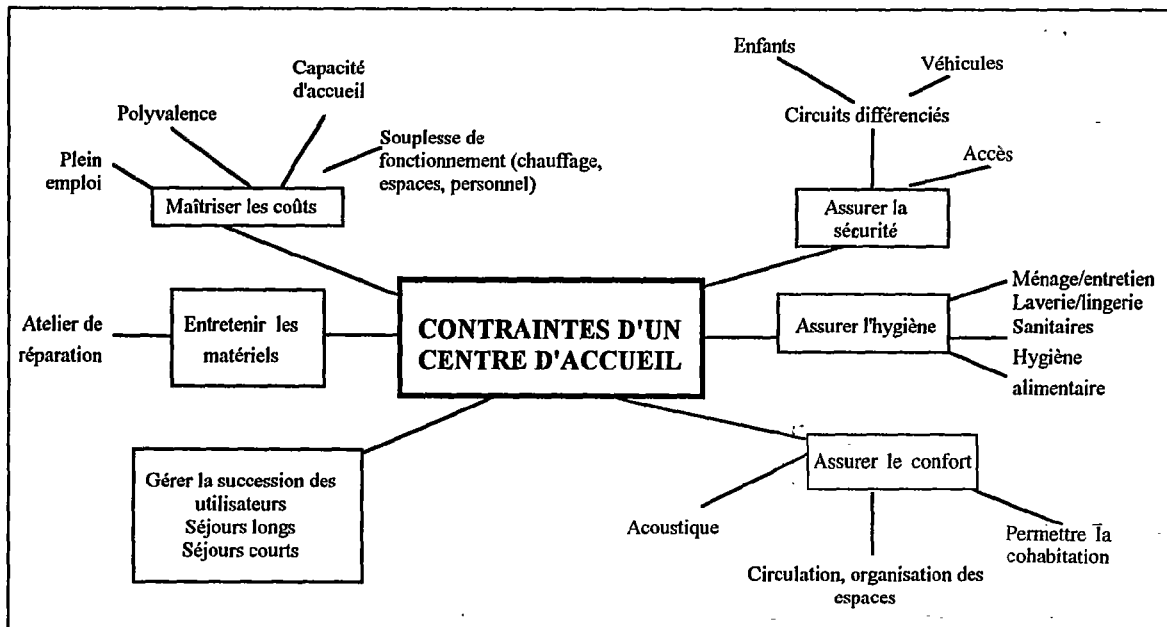 Enfants
Véhicules
Circuits différenciés
Accès
Assurer la
sécurité
Capacité
d'accueil
Polyvalence
Souplesse de
fonctionnement (chauffage,
espaces, personnel)
Plein
emploi
Maîtriser les coûts
Atelier de
réparation
Entretenir les
matériels
CONTRAINTES D'UN
CENTRE D'ACCUEIL
Assurer l'hygiène
Ménage/entretien
Laverie/lingerie
Sanitaires
Hygiène
alimentaire
Gérer la succession des
utilisateurs
Séjours longs
Séjours courts
Assurer le confort
Acoustique
Circulation, organisation des
espaces
Permettre la
cohabitation